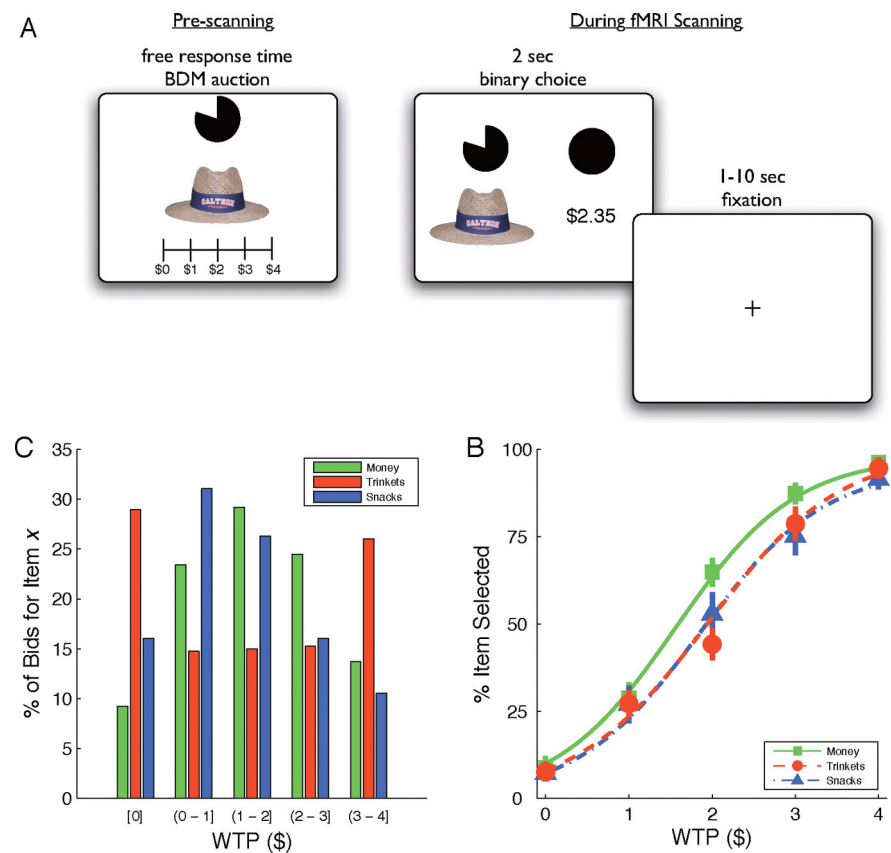 A
Pre-scanning
During fMRI Scanning
free response time
BDM auction
2 sec
binary choice
CALTECH
$0 $1 $2 $3 $4
CALTECH
$2.35
1-10 sec
fixation
+
C
% of Bids for Item x
35
30
25
20
15
10
5
0
Money
Trinkets
Snacks
[0] (0 – 1] (1 – 2] (2 – 3] (3 – 4]
WTP ($)
B
% Item Selected
100
75
50
25
0
Money
Trinkets
Snacks
0 1 2 3 4
WTP ($)